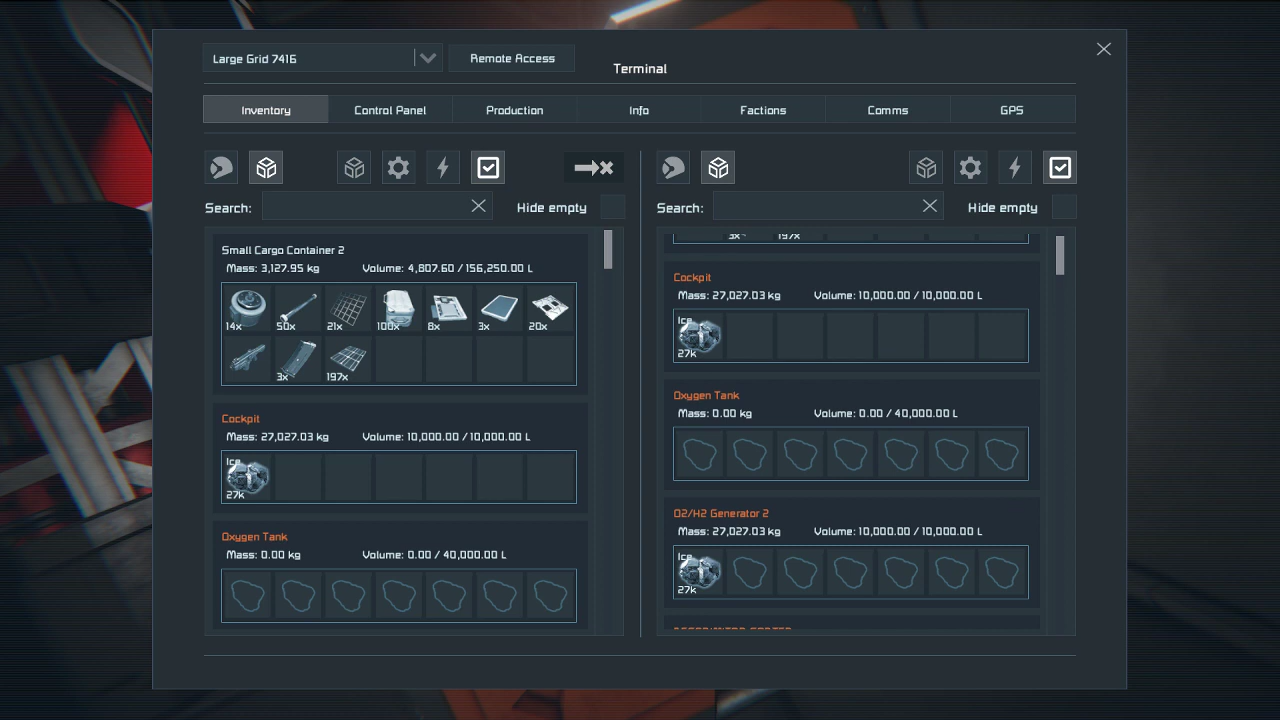 Large Grid 7416
Remote Access
Terminal
Inventory
Control Panel
Production
Info
Factions
Comms
GPS
Search:
Hide empty
Small Cargo Container 2
Mass: 3,127.95 kg Volume: 4,807.60 / 156,250.00 L
14x 50x 21x 100x 8x 3x 20x
3x 197x
Cockpit
Mass: 27,027.03 kg Volume: 10,000.00 / 10,000.00 L
Ice
27k
Oxygen Tank
Mass: 0.00 kg Volume: 0.00 / 40,000.00 L
Search:
Hide empty
3x 197x
Cockpit
Mass: 27,027.03 kg Volume: 10,000.00 / 10,000.00 L
Ice
27k
Oxygen Tank
Mass: 0.00 kg Volume: 0.00 / 40,000.00 L
O2/H2 Generator 2
Mass: 27,027.03 kg Volume: 10,000.00 / 10,000.00 L
Ice
27k